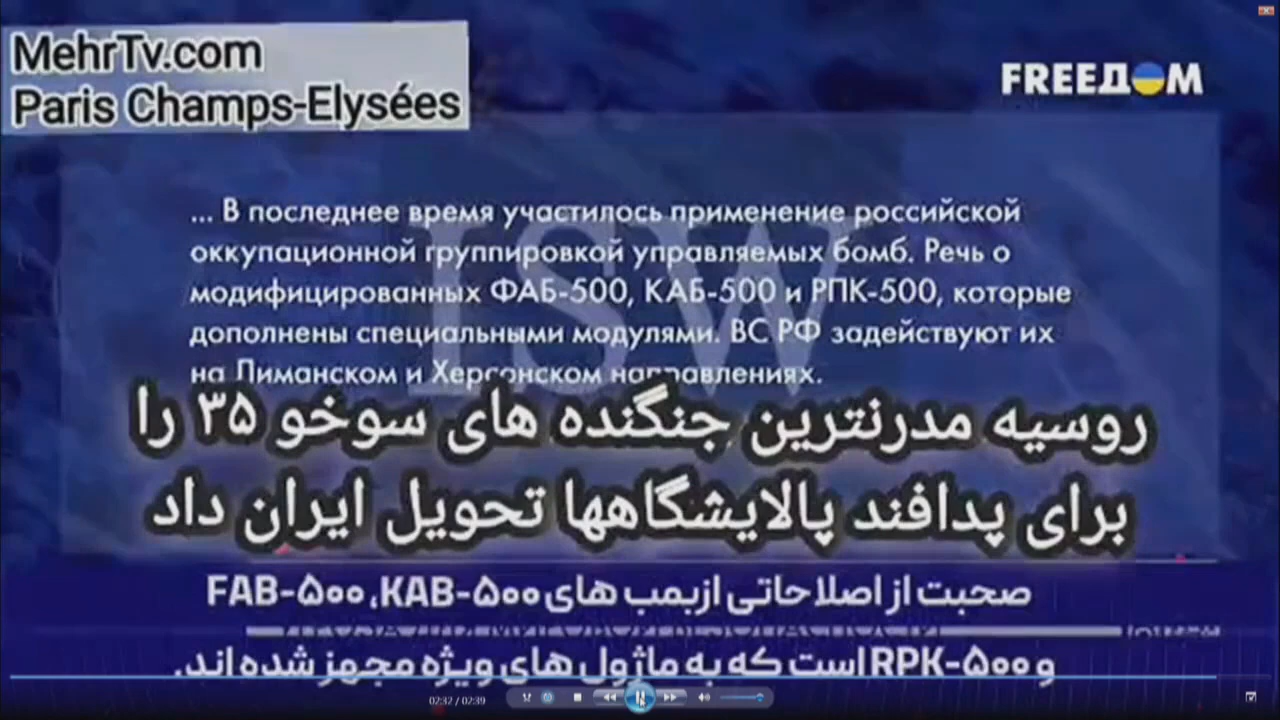 MehrTv.com
Paris Champs-Elysées
FREEДOM
ISW
... В последнее время участилось применение российской
оккупационной группировкой управляемых бомб. Речь о
модифицированных ФАБ-500, КАБ-500 и РПК-500, которые
дополнены специальными модулями. ВС РФ задействуют их
на Лиманском и Херсонском направлениях.
روسیه مدرنترین جنگنده های سوخو ۳۵ را
برای پدافند پالایشگاهها تحویل ایران داد
صحبت از اصلاحاتی ازبمب های FAB-۵۰۰، KAB-۵۰۰
و RPK-۵۰۰ است که به ماژول های ویژه مجهز شده اند.
02:32 / 02:39